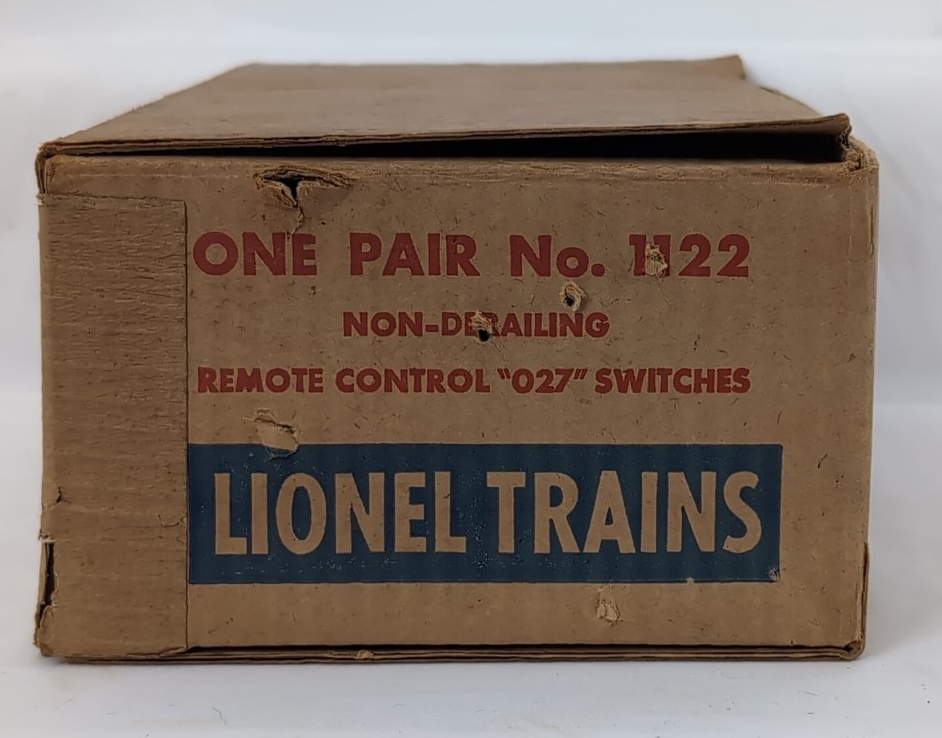 ONE PAIR No. 1122
NON-DERAILING
REMOTE CONTROL "027" SWITCHES
LIONEL TRAINS